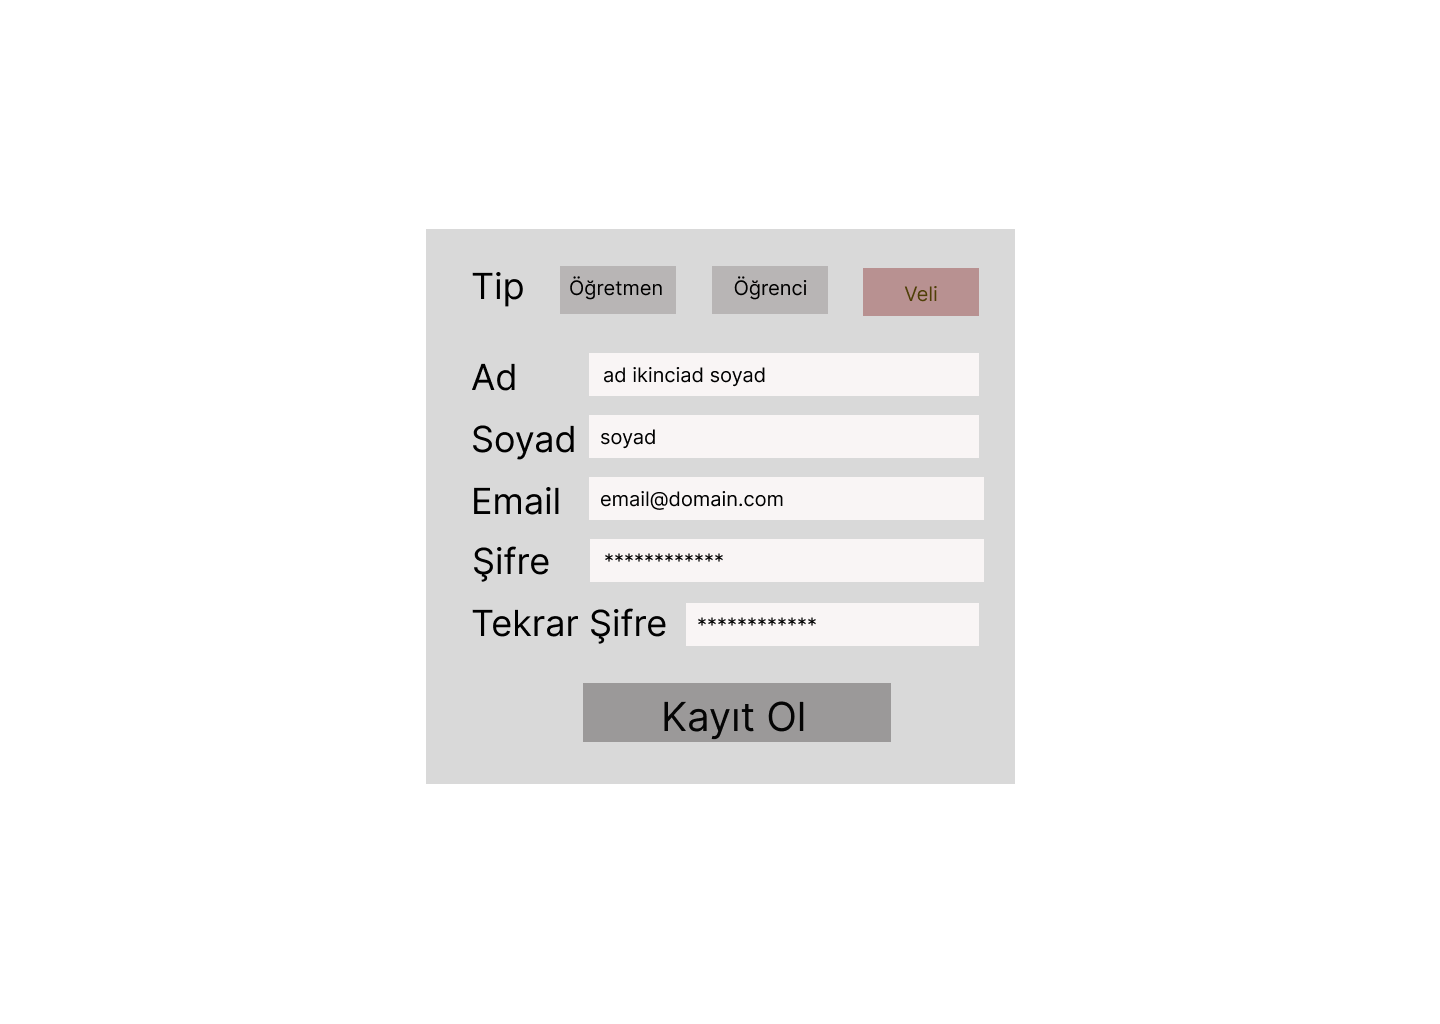 Tip Öğretmen Öğrenci Veli
Ad ad ikinciad soyad
Soyad soyad
Email email@domain.com
Şifre ************
Tekrar Şifre ************
Kayıt Ol